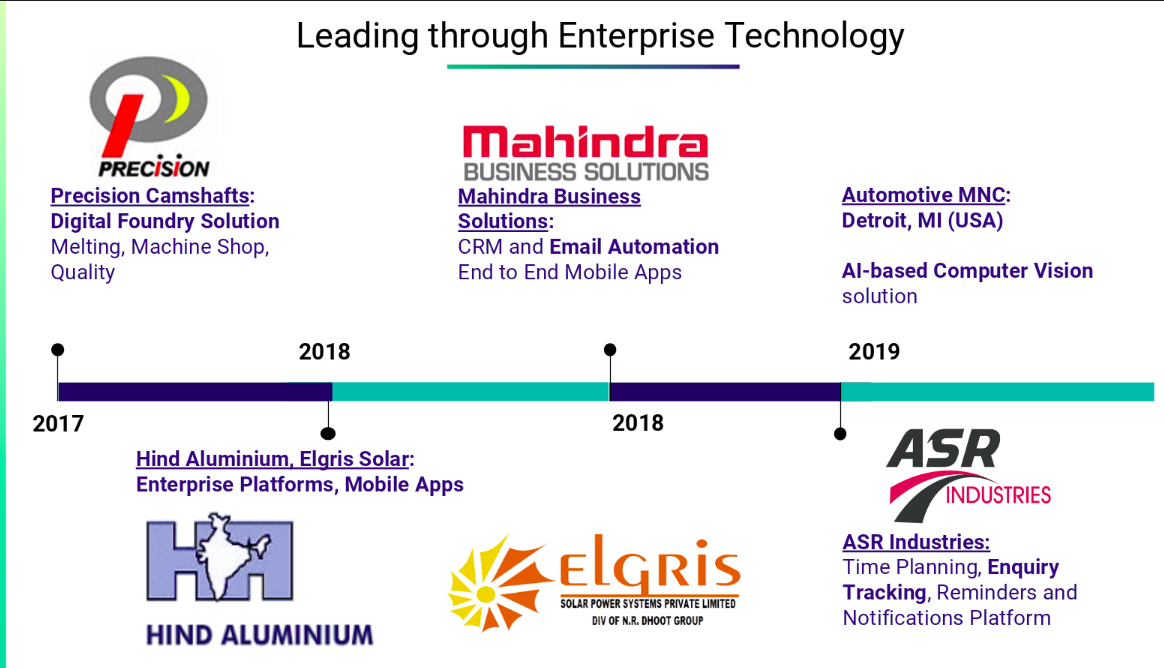 Leading through Enterprise Technology
PRECISION
Precision Camshafts:
Digital Foundry Solution
Melting, Machine Shop,
Quality
Mahindra
BUSINESS SOLUTIONS
Mahindra Business
Solutions:
CRM and Email Automation
End to End Mobile Apps
Automotive MNC:
Detroit, MI (USA)
AI-based Computer Vision
solution
2018
2019
2017
2018
Hind Aluminium, Elgris Solar:
Enterprise Platforms, Mobile Apps
HIND ALUMINIUM
ELGRIS
SOLAR POWER SYSTEMS PRIVATE LIMITED
DIV OF N.R. DHOOT GROUP
ASR
INDUSTRIES
ASR Industries:
Time Planning, Enquiry
Tracking, Reminders and
Notifications Platform